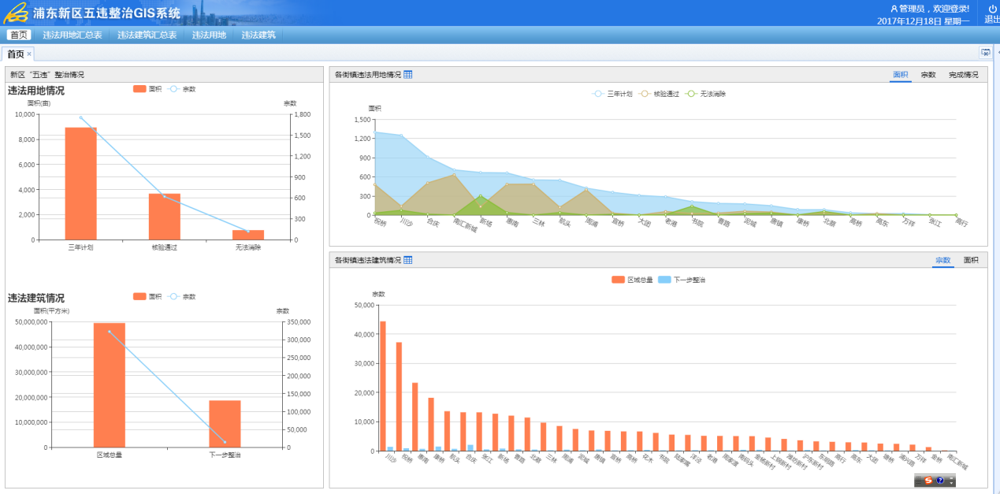 浦东新区五违整治GIS系统
管理员，欢迎登录!
2017年12月18日 星期一
退出
首页 违法用地汇总表 违法建筑汇总表 违法用地 违法建筑
首页 ×
新区“五违”整治情况
违法用地情况
面积 宗数
面积(亩) 宗数
10,000 1,800
8,000 1,500
6,000 1,200
4,000 900
2,000 600
0 300
0
三年计划 核验通过 无法消除
违法建筑情况
面积 宗数
面积(平方米) 宗数
50,000,000 350,000
40,000,000 300,000
30,000,000 250,000
20,000,000 200,000
10,000,000 150,000
0 100,000
50,000
0
区域总量 下一步整治
各街镇违法用地情况 面积 宗数 完成情况
三年计划 核验通过 无法消除
面积
1,500
1,200
900
600
300
0
祝桥 川沙 合庆 南汇新城 新场 惠南 三林 航头 周浦 宣桥 大团 老港 书院 曹路 泥城 唐镇 康桥 北蔡 高桥 高东 万祥 张江 高行
各街镇违法建筑情况 宗数 面积
区域总量 下一步整治
宗数
50,000
40,000
30,000
20,000
10,000
0
川沙 祝桥 惠南 康桥 航头 合庆 张江 新场 曹路 北蔡 三林 周浦 泥城 唐镇 宣桥 高桥 花木 书院 陆家嘴 洋泾 老港 周家渡 南码头 金杨新村 上钢新村 潍坊新村 沪东新村 东明路 高行 高东 大团 塘桥 浦兴路 万祥 金桥 南汇新城